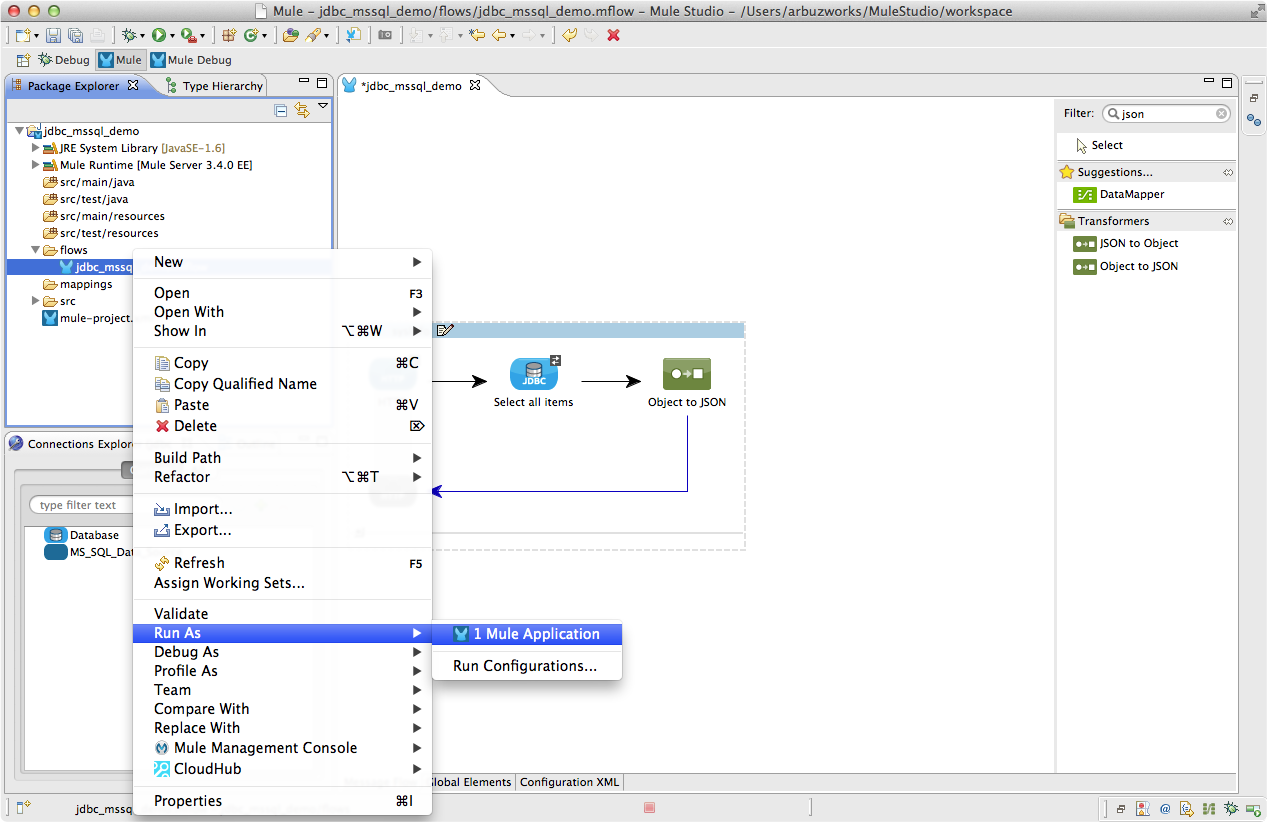 Mule – jdbc_mssql_demo/flows/jdbc_mssql_demo.mflow – Mule Studio – /Users/arbuzworks/MuleStudio/workspace
Debug Mule Mule Debug
Package Explorer Type Hierarchy
*jdbc_mssql_demo
jdbc_mssql_demo
JRE System Library [JavaSE-1.6]
Mule Runtime [Mule Server 3.4.0 EE]
src/main/java
src/test/java
src/main/resources
src/test/resources
flows
jdbc_mssq
mappings
src
mule-project.
Connections Explor
type filter text
Database
MS_SQL_Dat
New
Open F3
Open With
Show In ⌥⌘W
Copy ⌘C
Copy Qualified Name
Paste ⌘V
Delete ⌦
Build Path
Refactor ⌥⌘T
Import...
Export...
Refresh F5
Assign Working Sets...
Validate
Run As
Debug As
Profile As
Team
Compare With
Replace With
Mule Management Console
CloudHub
Properties ⌘I
1 Mule Application
Run Configurations...
JDBC
Select all items
Object to JSON
Filter: json
Select
Suggestions...
DataMapper
Transformers
JSON to Object
Object to JSON
Global Elements Configuration XML
jdbc_mssq